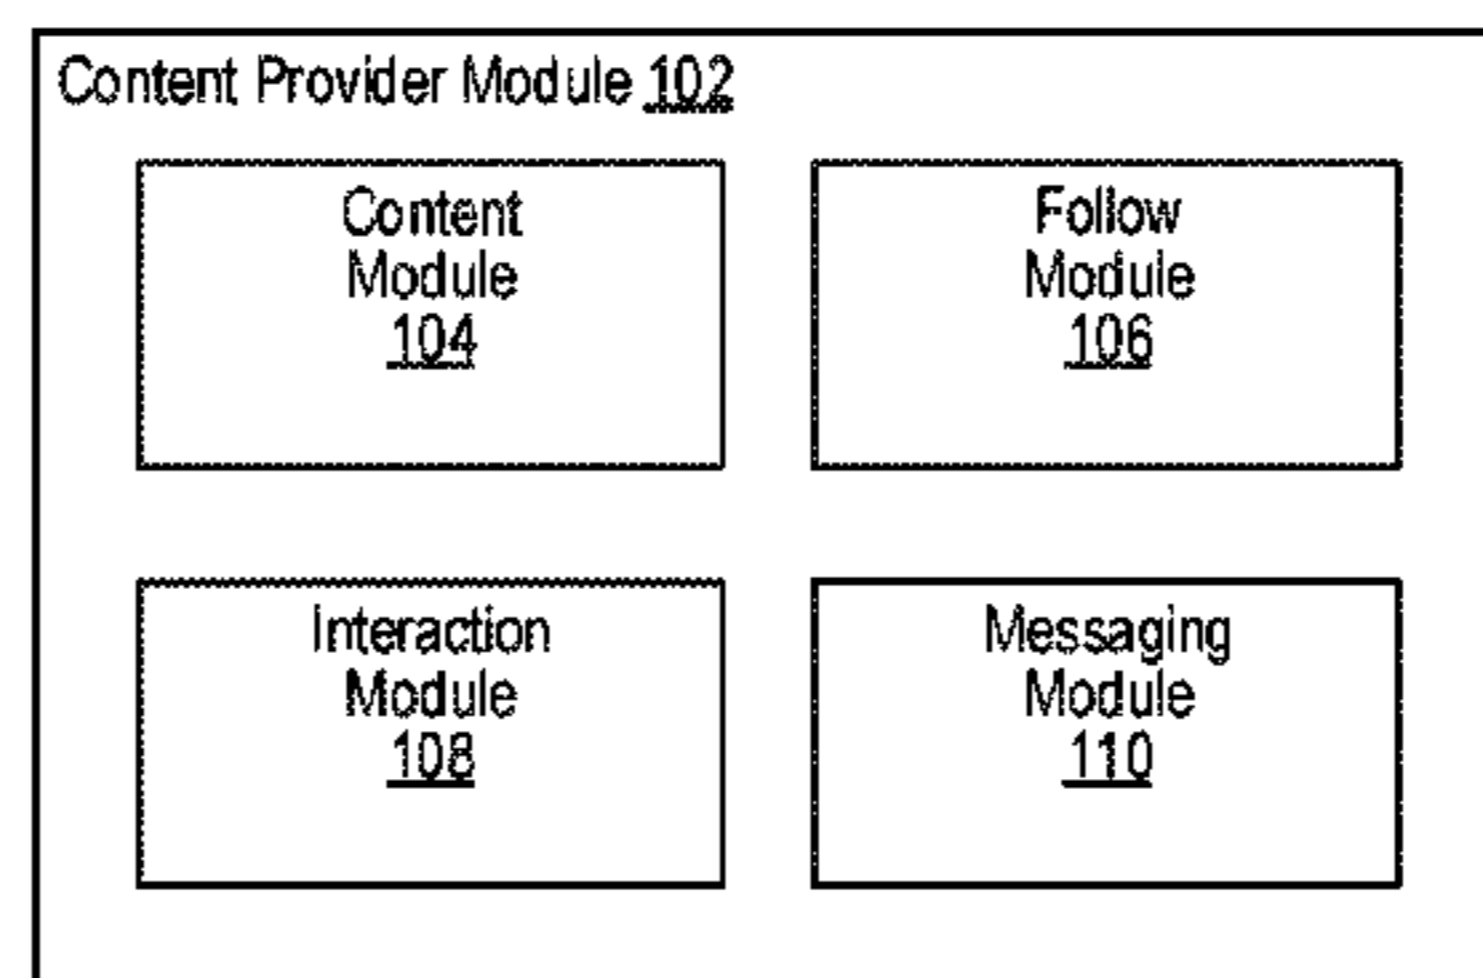 Content Provider Module 102
Content
Module
104
Follow
Module
106
Interaction
Module
108
Messaging
Module
110